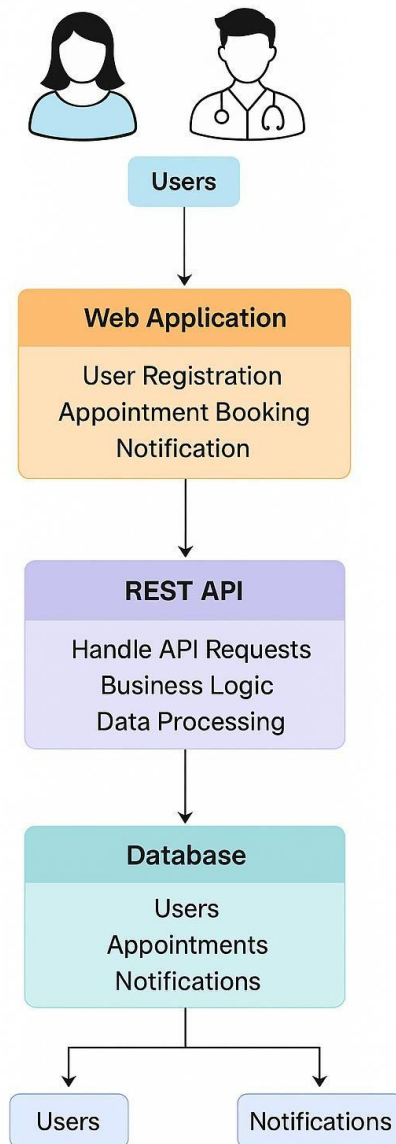 Users
Web Application
User Registration
Appointment Booking
Notification
REST API
Handle API Requests
Business Logic
Data Processing
Database
Users
Appointments
Notifications
Users
Notifications